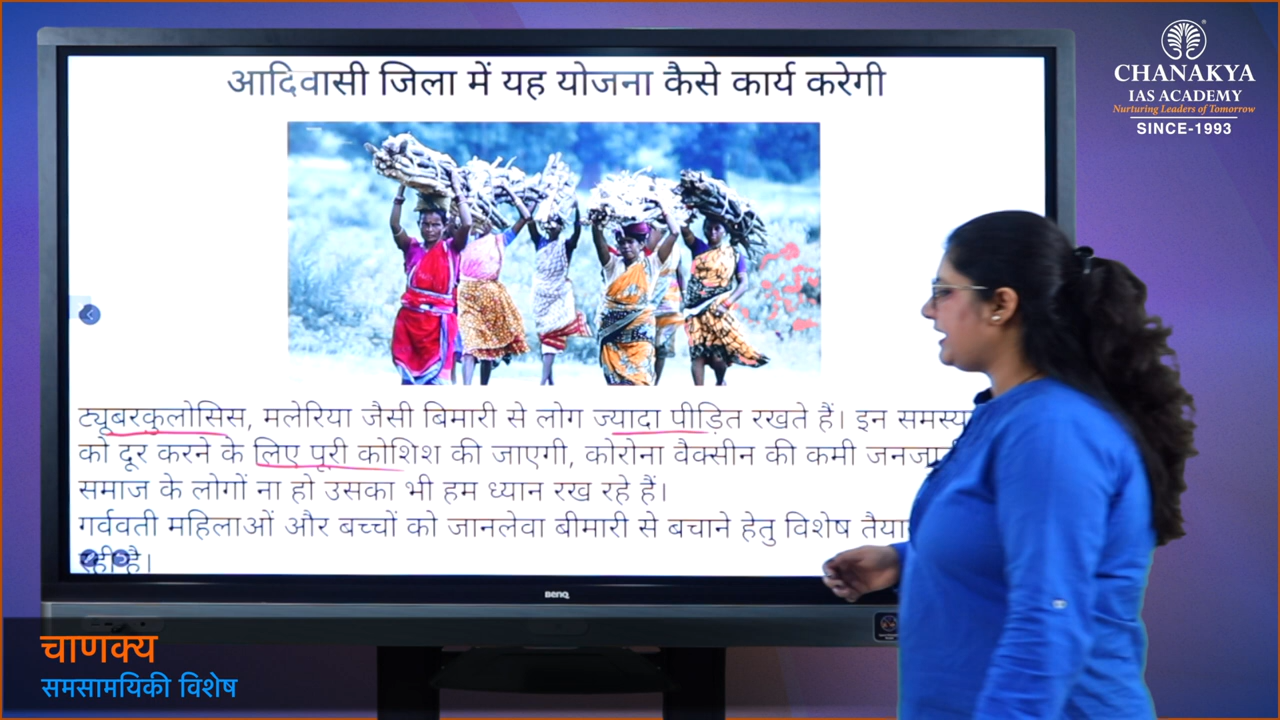 आदिवासी जिला में यह योजना कैसे कार्य करेगी
CHANAKYA
IAS ACADEMY
Nurturing Leaders of Tomorrow
SINCE-1993
ट्यूबरकुलोसिस, मलेरिया जैसी बिमारी से लोग ज्यादा पीड़ित रखते हैं। इन
को दूर करने के लिए पूरी कोशिश की जाएगी, कोरोना वैक्सीन की कमी
समाज के लोगों ना हो उसका भी हम ध्यान रख रहे हैं।
गर्ववती महिलाओं और बच्चों को जानलेवा बीमारी से बचाने हेतु विशेष
रही है।
BenQ
चाणक्य
समसामयिकी विशेष